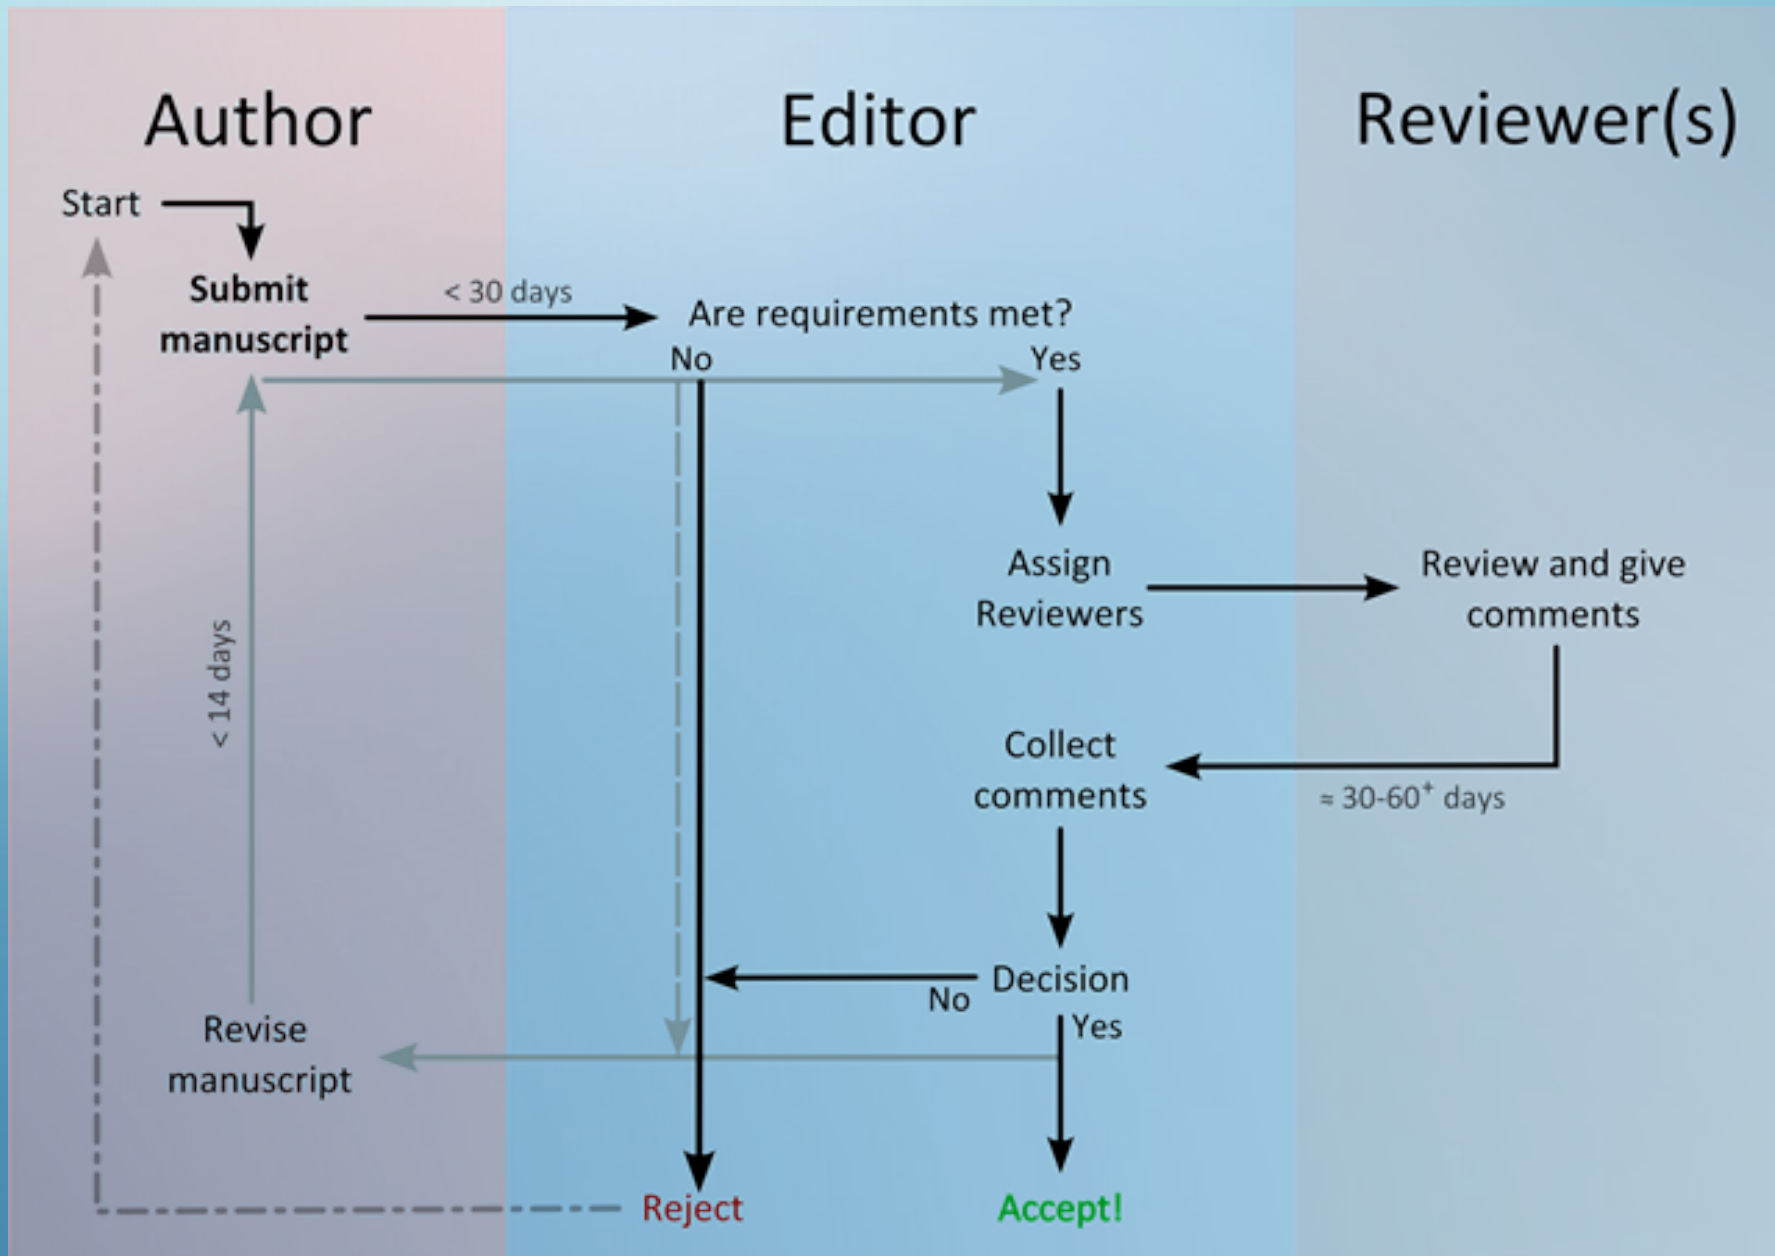 Author
Editor
Reviewer(s)
Start
Submit
manuscript
< 30 days
Are requirements met?
No
Yes
Assign
Reviewers
Review and give
comments
< 14 days
Collect
comments
≈ 30-60⁺ days
Decision
No
Yes
Revise
manuscript
Reject
Accept!